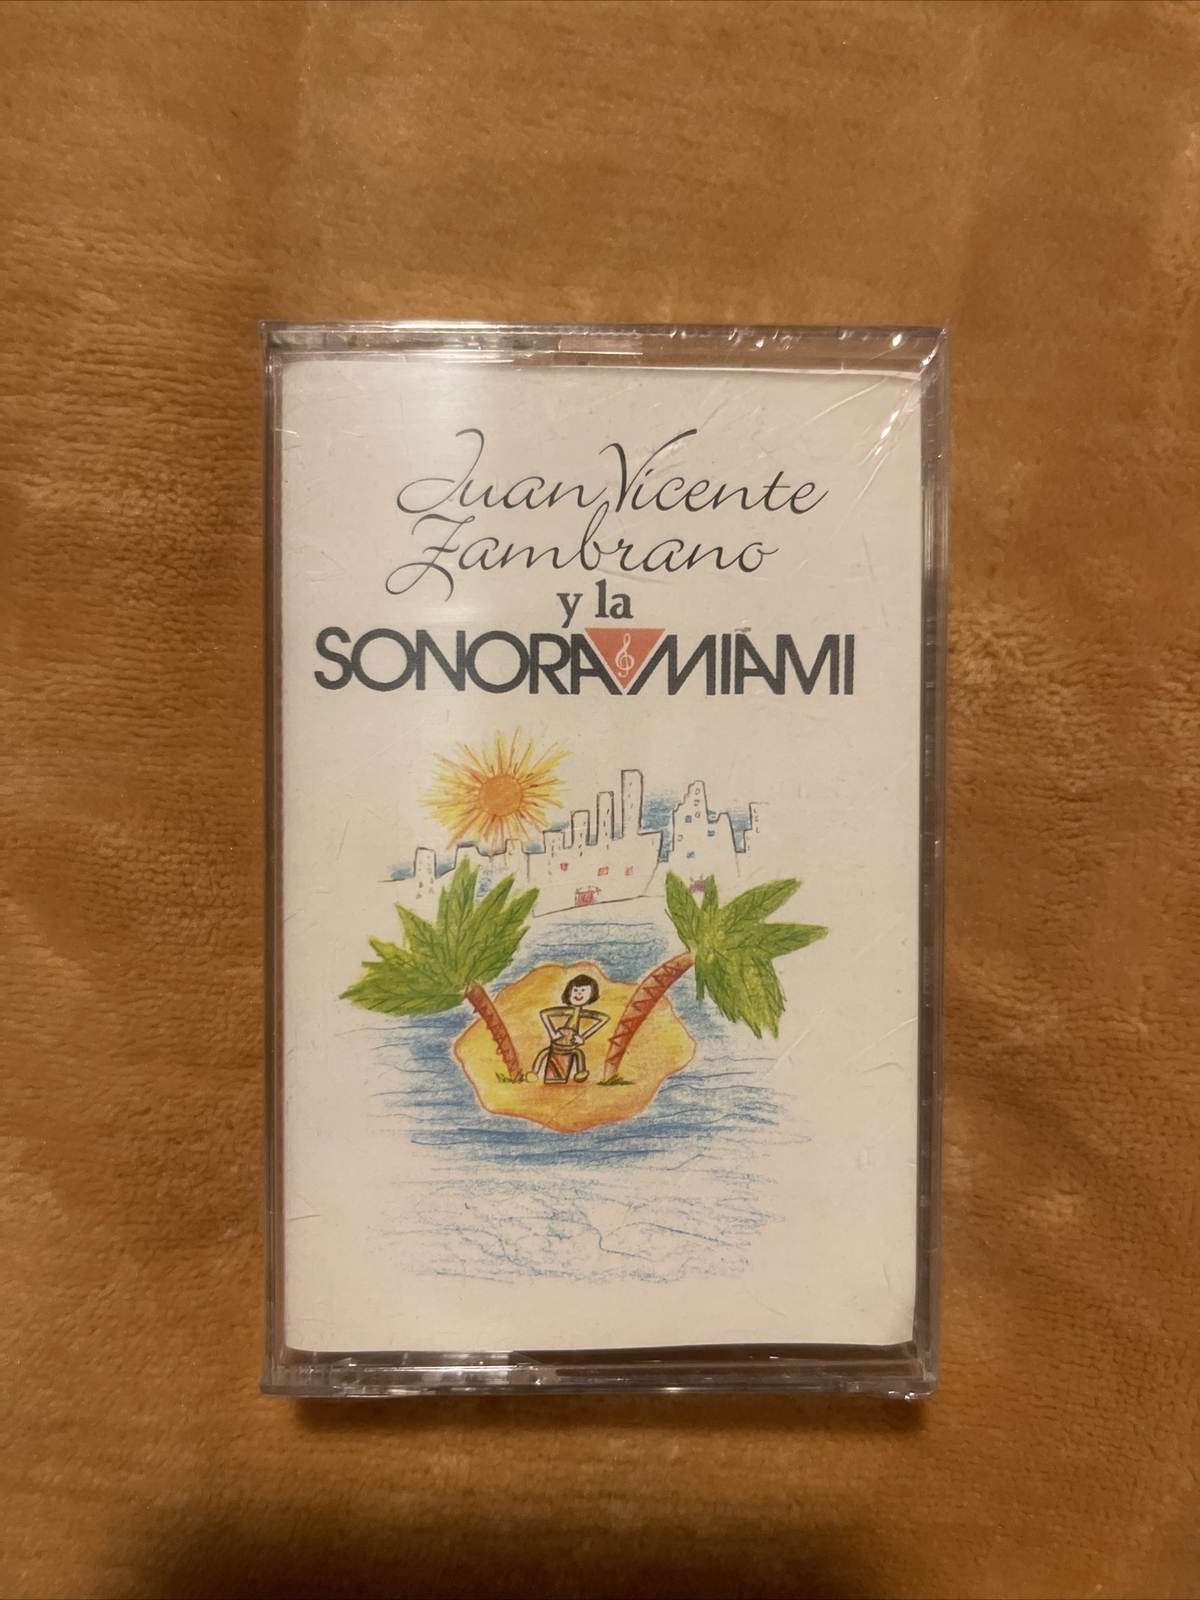 Juan Vicente
Zambrano
y la
SONORA MIAMI